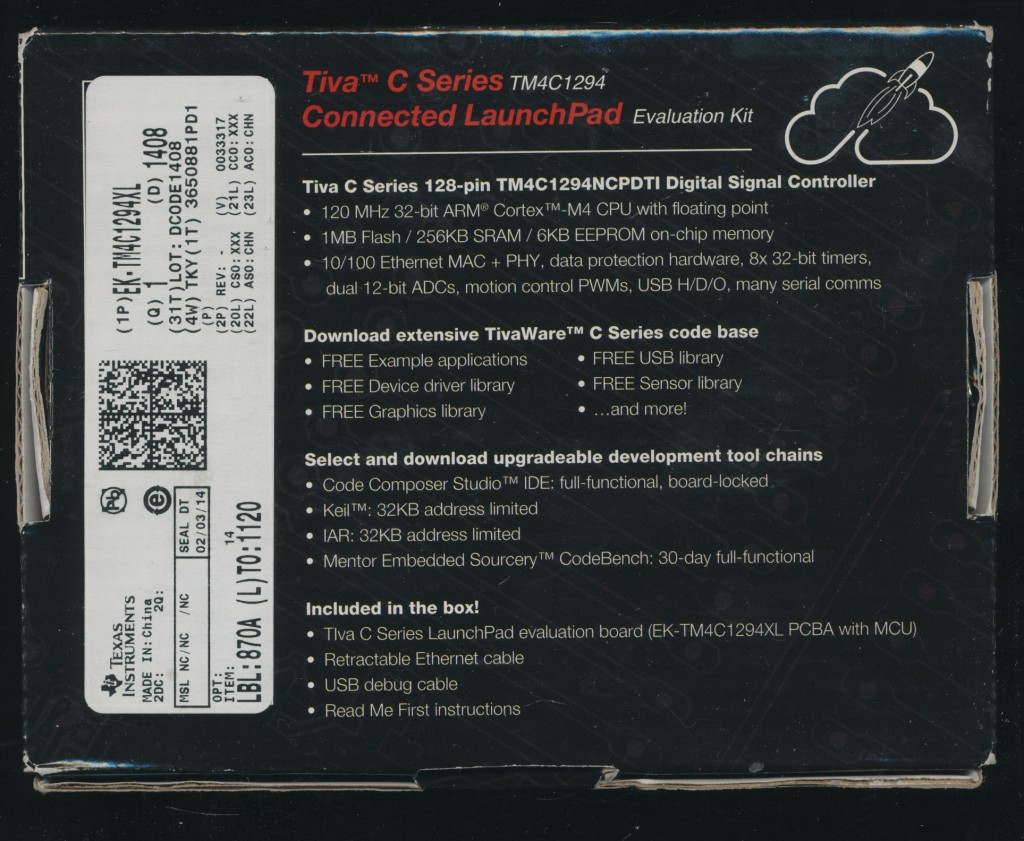 Tiva™ C Series TM4C1294
Connected LaunchPad Evaluation Kit
Tiva C Series 128-pin TM4C1294NCPDTI Digital Signal Controller
• 120 MHz 32-bit ARM® Cortex™-M4 CPU with floating point
• 1MB Flash / 256KB SRAM / 6KB EEPROM on-chip memory
• 10/100 Ethernet MAC + PHY, data protection hardware, 8x 32-bit timers,
dual 12-bit ADCs, motion control PWMs, USB H/D/O, many serial comms
Download extensive TivaWare™ C Series code base
• FREE Example applications
• FREE Device driver library
• FREE Graphics library
• FREE USB library
• FREE Sensor library
• ...and more!
Select and download upgradeable development tool chains
• Code Composer Studio™ IDE: full-functional, board-locked
• Keil™: 32KB address limited
• IAR: 32KB address limited
• Mentor Embedded Sourcery™ CodeBench: 30-day full-functional
Included in the box!
• TIva C Series LaunchPad evaluation board (EK-TM4C1294XL PCBA with MCU)
• Retractable Ethernet cable
• USB debug cable
• Read Me First instructions
(1P)EK-TM4C1294XL
(Q) 1 (D) 1408
(31T)LOT: DCODE1408
(4W) TKY(1T) 3650881PD1
(P)
(2P) REV: - (V) 0033317
(20L) CSO: XXX (21L) CCO: XXX
(22L) ASO: CHN (23L) ACO: CHN
Pb
e
TEXAS
INSTRUMENTS
MADE IN: China
2DC: 2Q:
MSL NC/NC /NC SEAL DT
02/03/14
OPT:
ITEM: 14
LBL: 870A (L)TO:1120